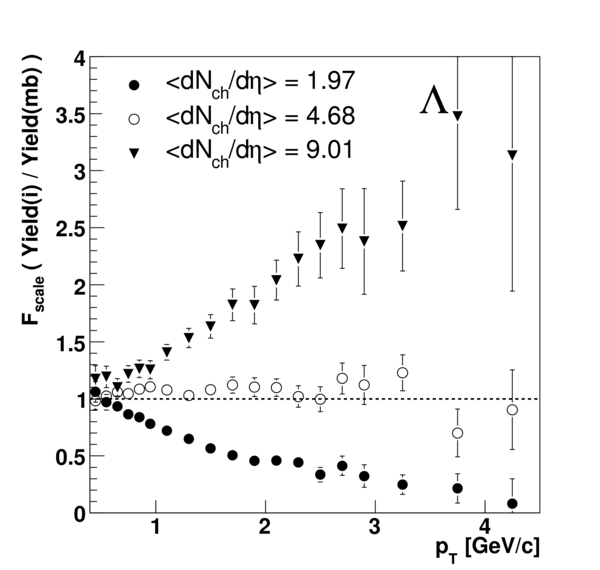 F_scale ( Yield(i) / Yield(mb) )
4
3.5
3
2.5
2
1.5
1
0.5
0
<dN_ch/dη> = 1.97
<dN_ch/dη> = 4.68
<dN_ch/dη> = 9.01
Λ
1 2 3 4
p_T [GeV/c]